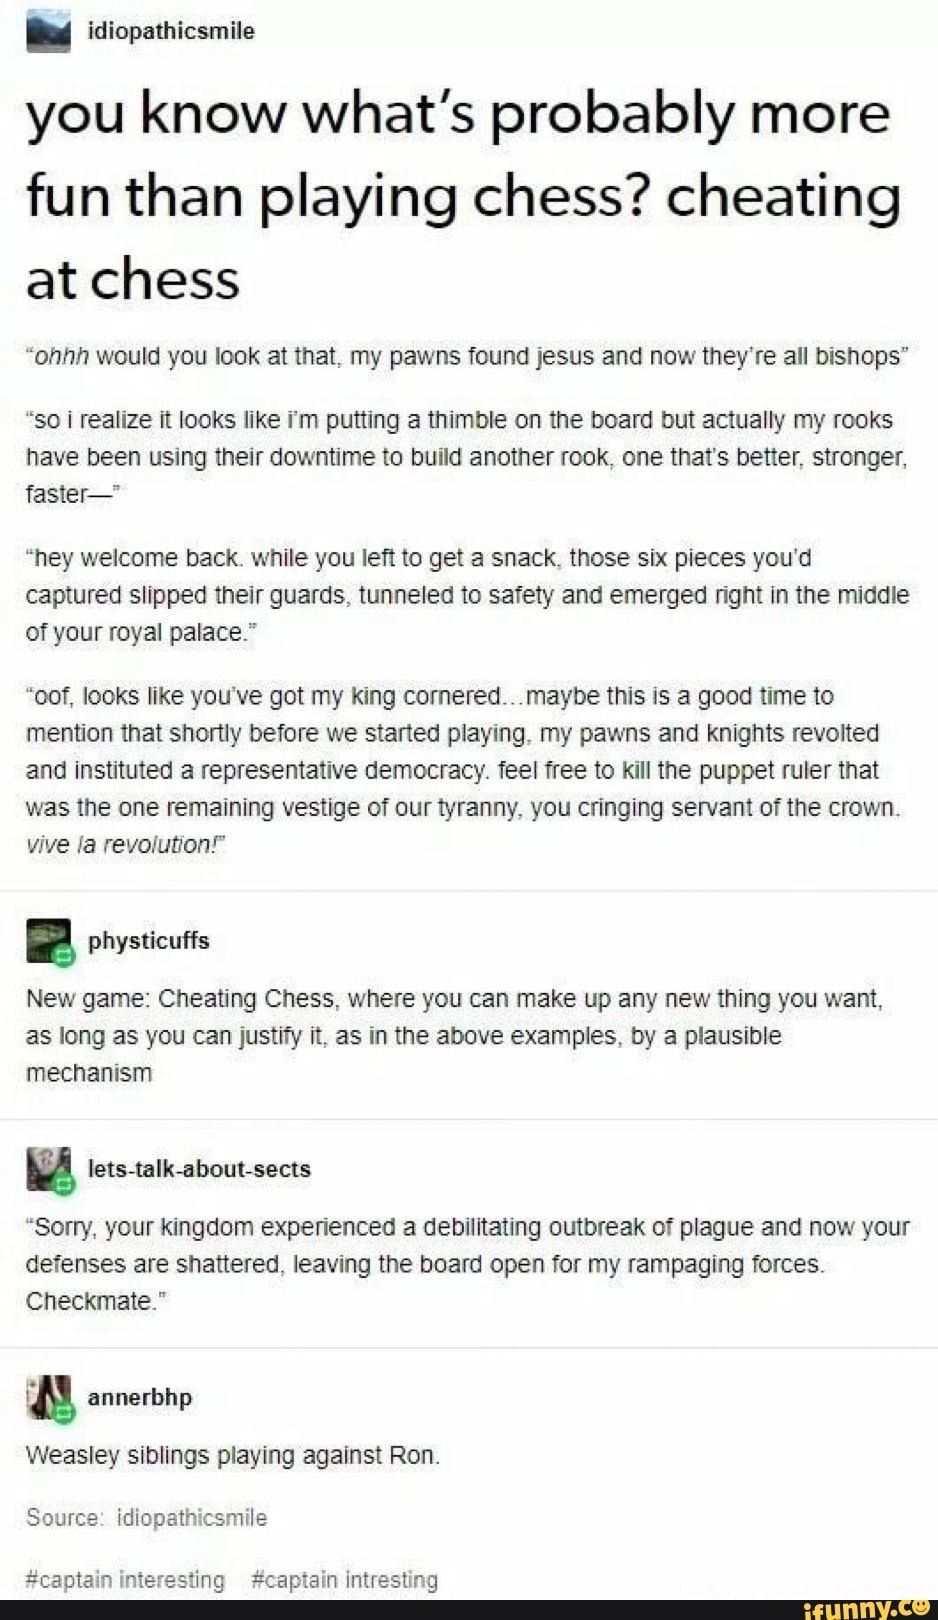 idiopathicsmile
you know what's probably more
fun than playing chess? cheating
at chess
“ohhh would you look at that, my pawns found jesus and now they're all bishops”
“so i realize it looks like i'm putting a thimble on the board but actually my rooks
have been using their downtime to build another rook, one that's better, stronger,
faster—”
“hey welcome back. while you left to get a snack, those six pieces you'd
captured slipped their guards, tunneled to safety and emerged right in the middle
of your royal palace.”
“oof, looks like you've got my king cornered…maybe this is a good time to
mention that shortly before we started playing, my pawns and knights revolted
and instituted a representative democracy. feel free to kill the puppet ruler that
was the one remaining vestige of our tyranny, you cringing servant of the crown.
vive la revolution!”
physticuffs
New game: Cheating Chess, where you can make up any new thing you want,
as long as you can justify it, as in the above examples, by a plausible
mechanism
lets-talk-about-sects
“Sorry, your kingdom experienced a debilitating outbreak of plague and now your
defenses are shattered, leaving the board open for my rampaging forces.
Checkmate.”
annerbhp
Weasley siblings playing against Ron.
Source: idiopathicsmile
#captain interesting #captain intresting
ifunny.co